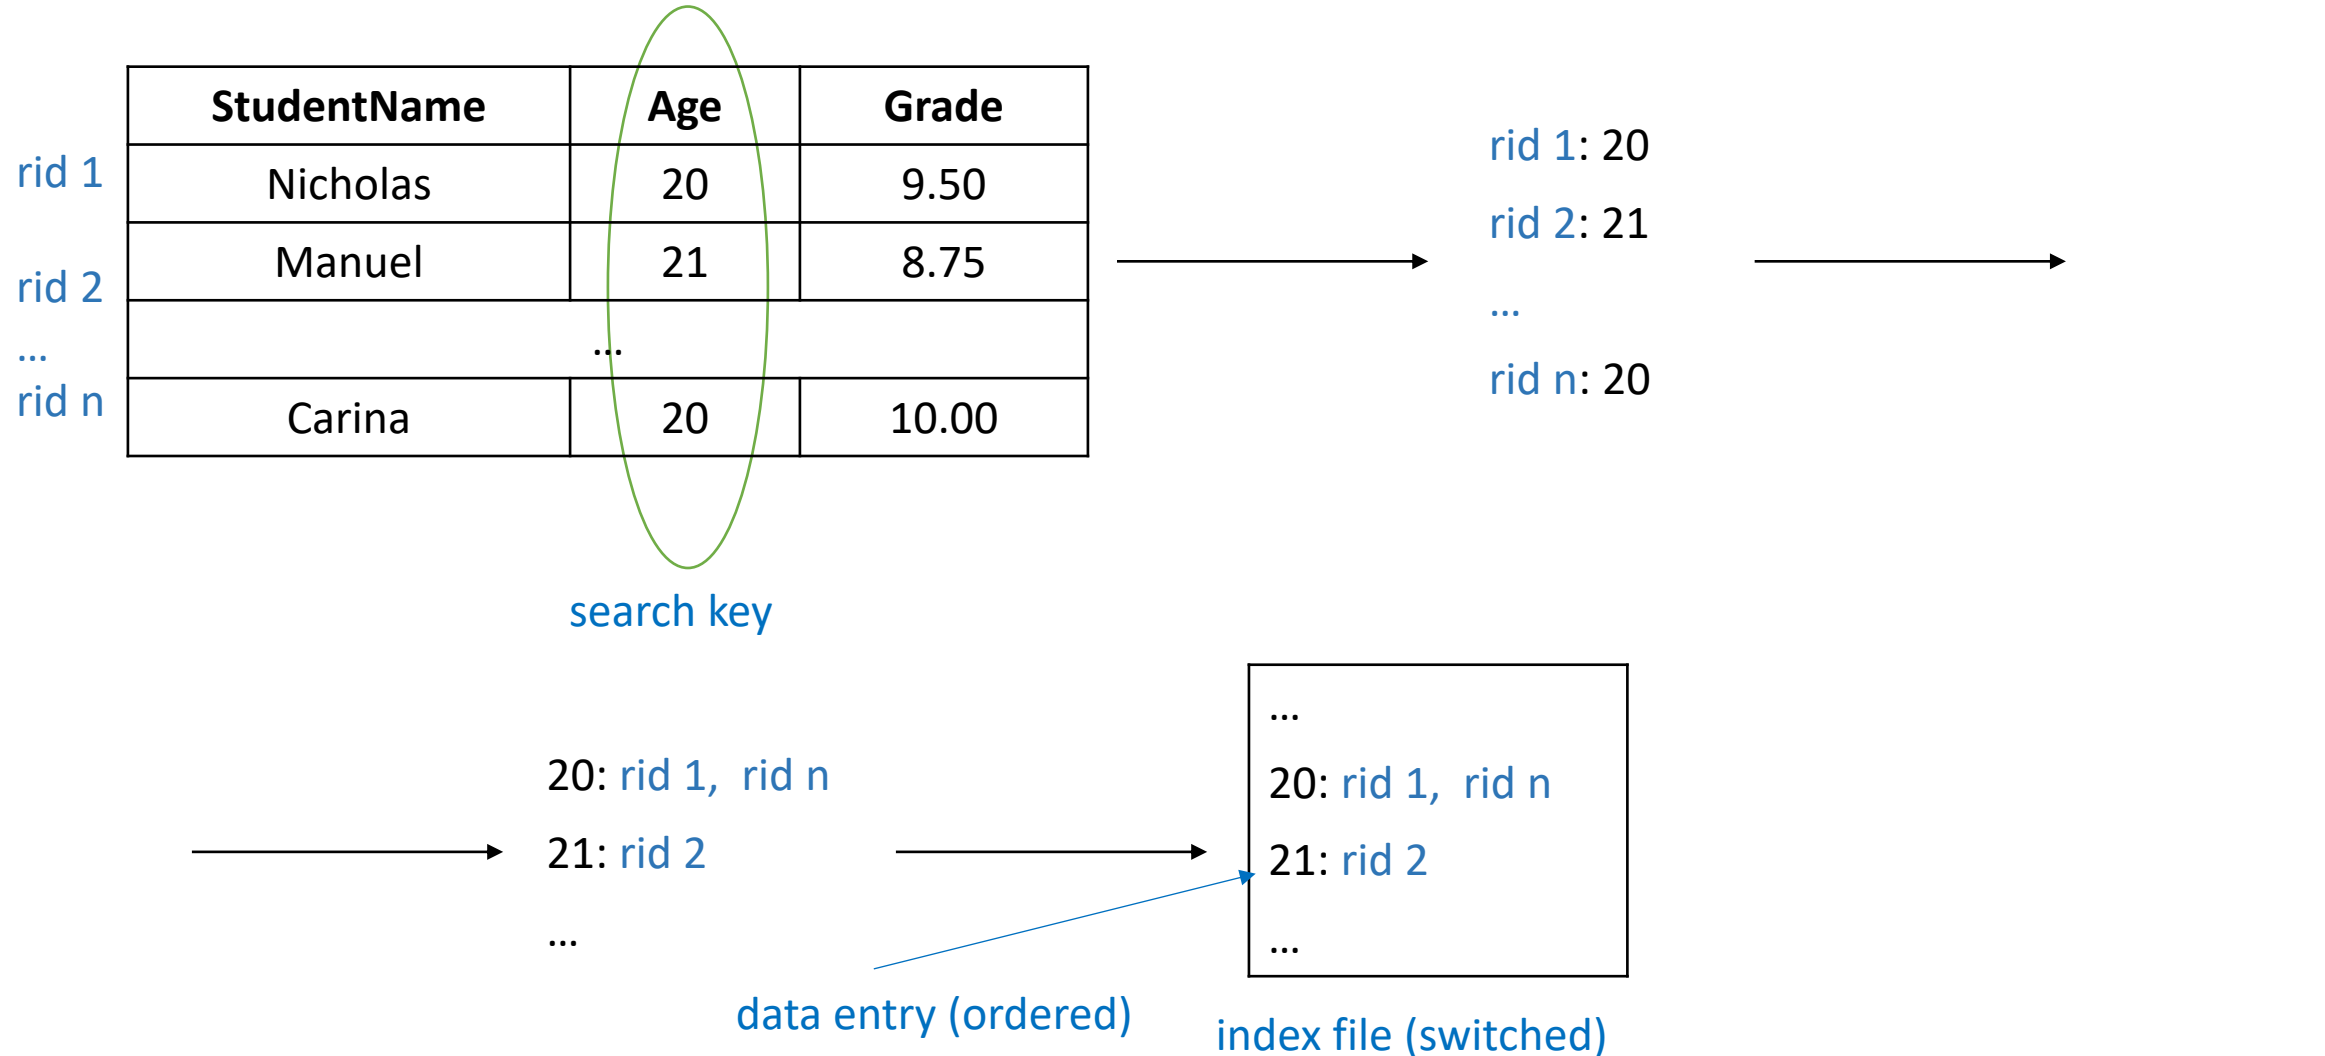 StudentName Age Grade
rid 1 Nicholas 20 9.50
rid 2 Manuel 21 8.75
... ...
rid n Carina 20 10.00
search key
rid 1: 20
rid 2: 21
...
rid n: 20
20: rid 1, rid n
21: rid 2
...
...
20: rid 1, rid n
21: rid 2
...
data entry (ordered)
index file (switched)